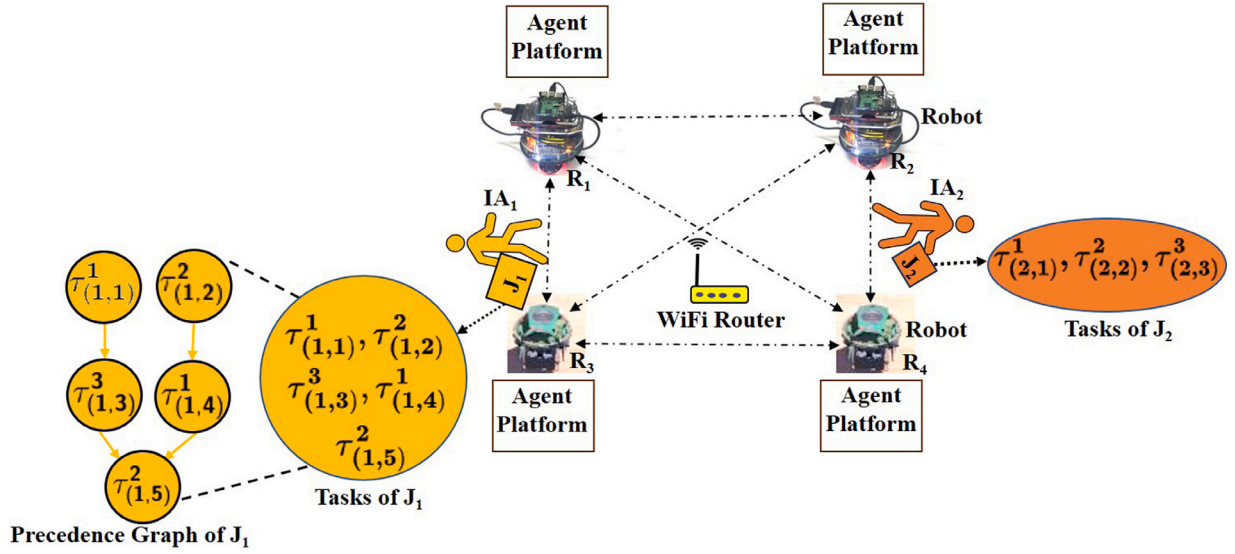 Agent
Platform
Agent
Platform
Robot
R₁
R₂
IA₁
IA₂
J₁
J₂
τ¹₍₁,₁₎
τ²₍₁,₂₎
τ³₍₁,₃₎
τ¹₍₁,₄₎
τ²₍₁,₅₎
Precedence Graph of J₁
τ¹₍₁,₁₎, τ²₍₁,₂₎
τ³₍₁,₃₎, τ¹₍₁,₄₎
τ²₍₁,₅₎
Tasks of J₁
WiFi Router
τ¹₍₂,₁₎, τ²₍₂,₂₎, τ³₍₂,₃₎
Tasks of J₂
Robot
R₃
R₄
Agent
Platform
Agent
Platform